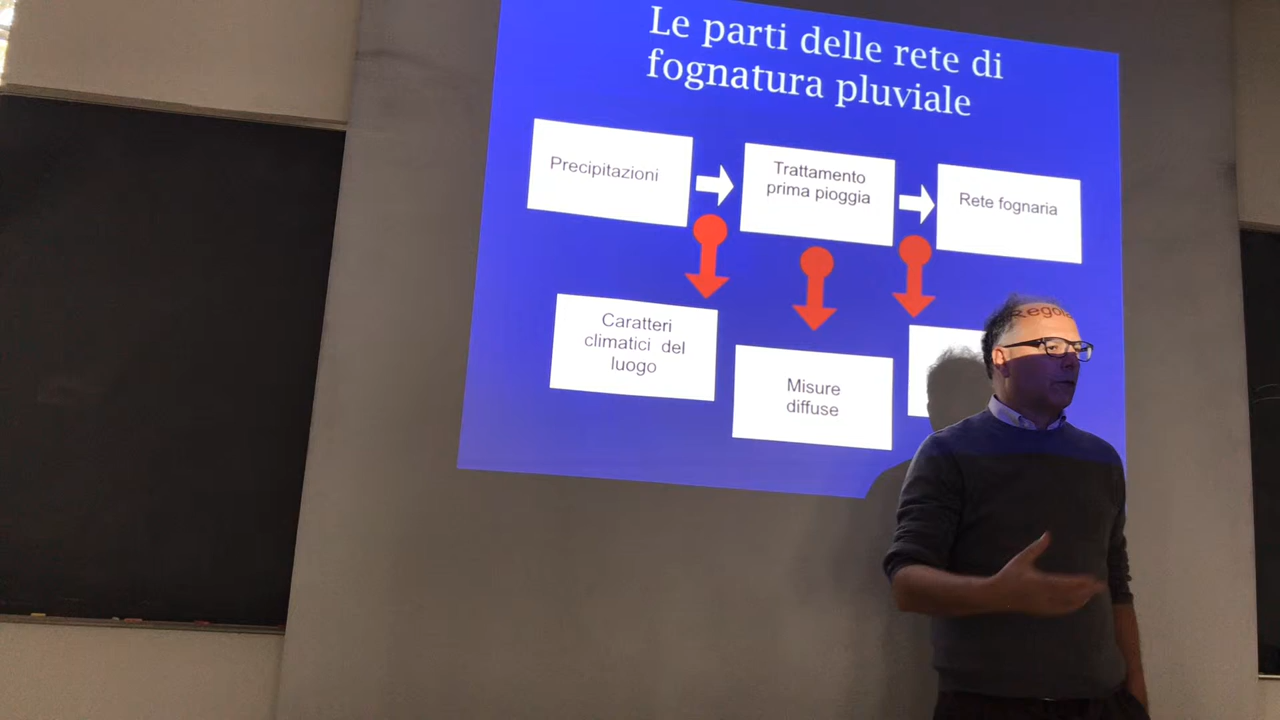 Le parti delle rete di
fognatura pluviale
Precipitazioni
Trattamento
prima pioggia
Rete fognaria
Caratteri
climatici del
luogo
Misure
diffuse